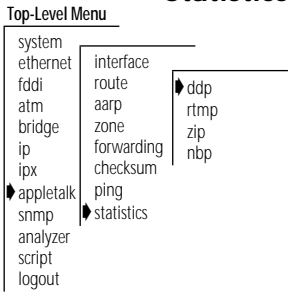 Top-Level Menu
system
ethernet
fddi
atm
bridge
ip
ipx
appletalk
snmp
analyzer
script
logout
interface
route
aarp
zone
forwarding
checksum
ping
statistics
ddp
rtmp
zip
nbp